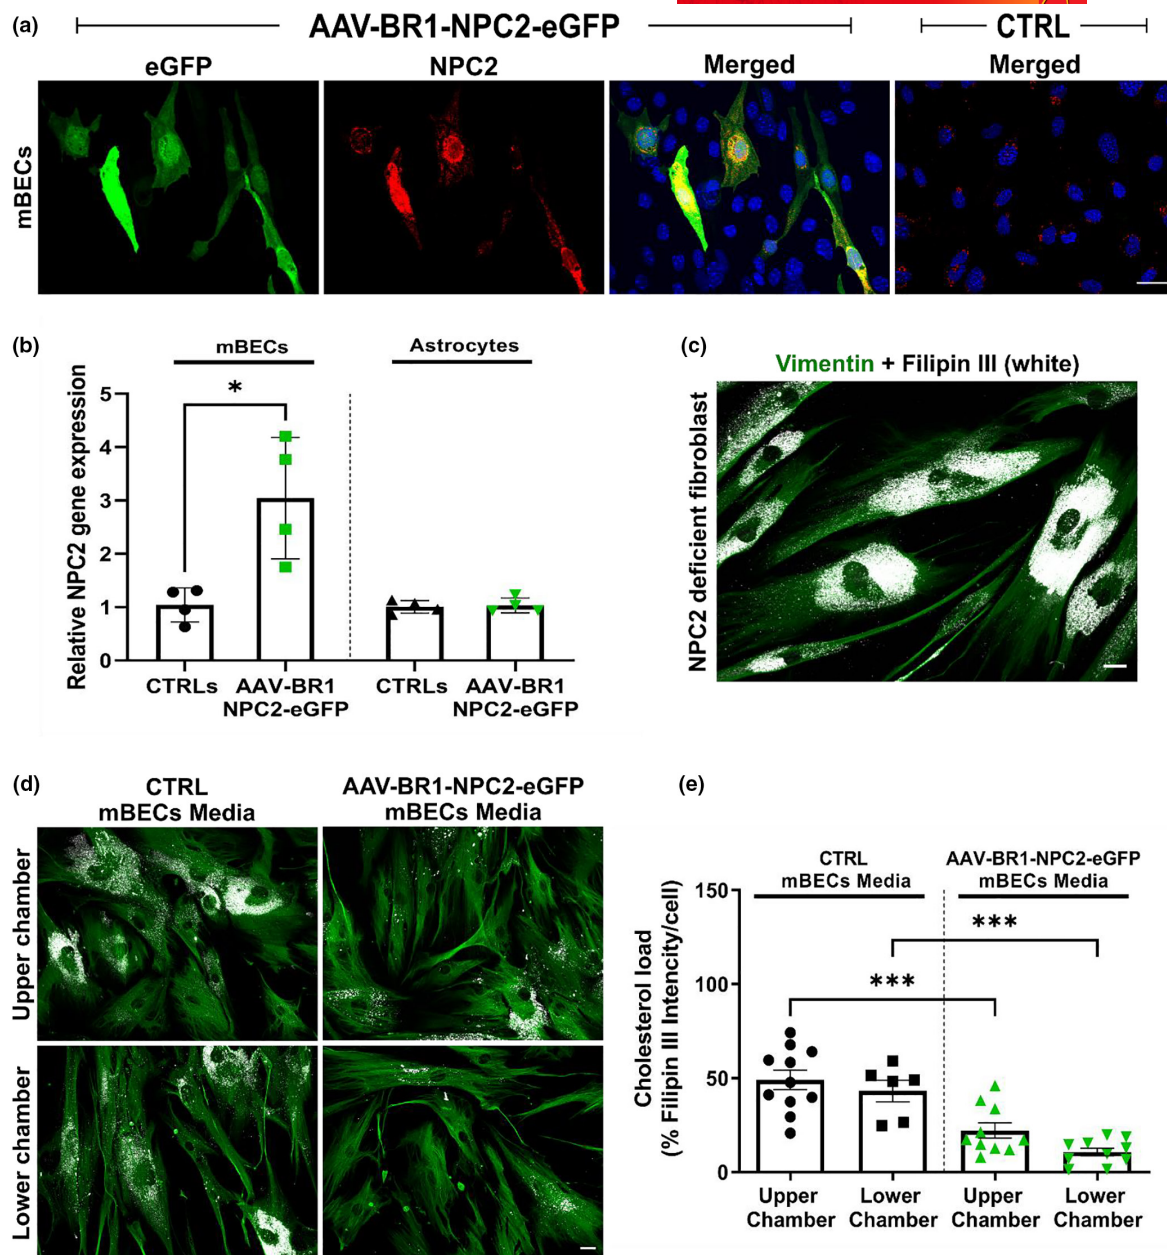 (a)
AAV-BR1-NPC2-eGFP
CTRL
eGFP
NPC2
Merged
Merged
mBECs
(b)
mBECs
Astrocytes
Relative NPC2 gene expression
5
4
3
2
1
0
*
CTRLs
AAV-BR1
NPC2-eGFP
CTRLs
AAV-BR1
NPC2-eGFP
(c)
Vimentin + Filipin III (white)
NPC2 deficient fibroblast
(d)
CTRL
mBECs Media
AAV-BR1-NPC2-eGFP
mBECs Media
Upper chamber
Lower chamber
(e)
CTRL
mBECs Media
AAV-BR1-NPC2-eGFP
mBECs Media
Cholesterol load
(% Filipin III Intencity/cell)
150
100
50
0
***
***
Upper
Chamber
Lower
Chamber
Upper
Chamber
Lower
Chamber